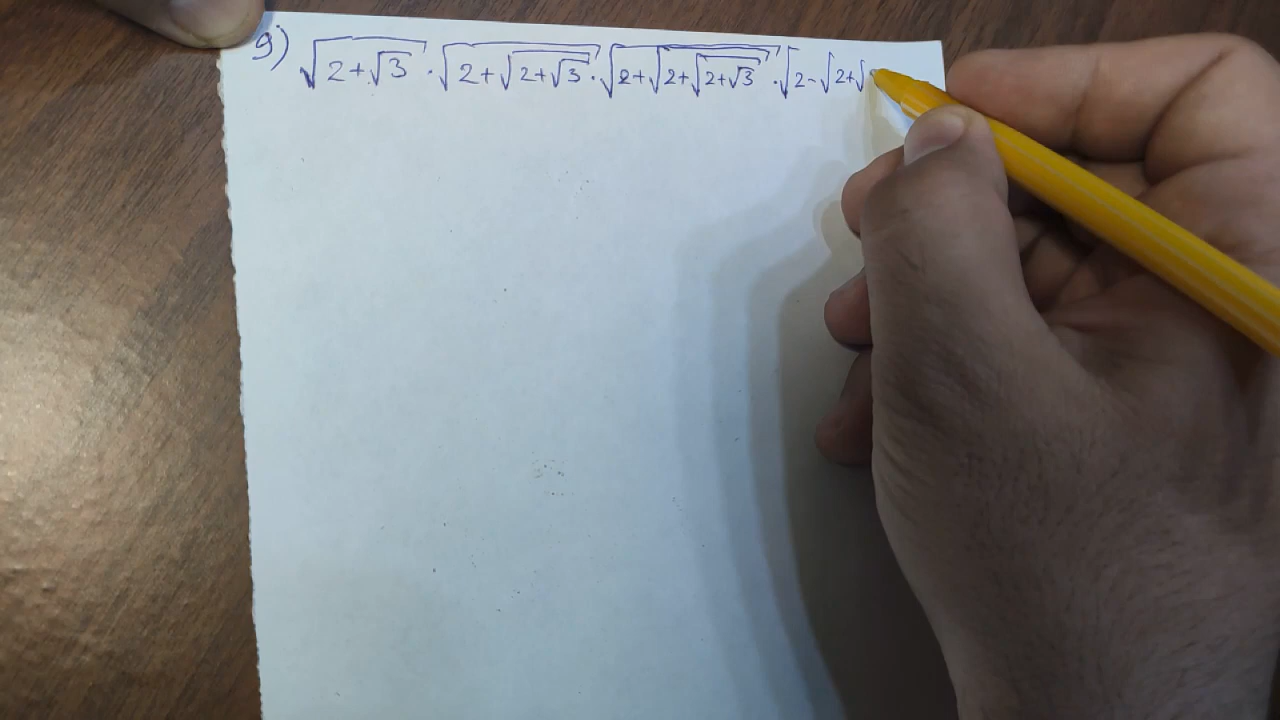 9) √(2+√3) · √(2+√(2+√3)) · √(2+√(2+√(2+√3))) · √(2-√(2+√